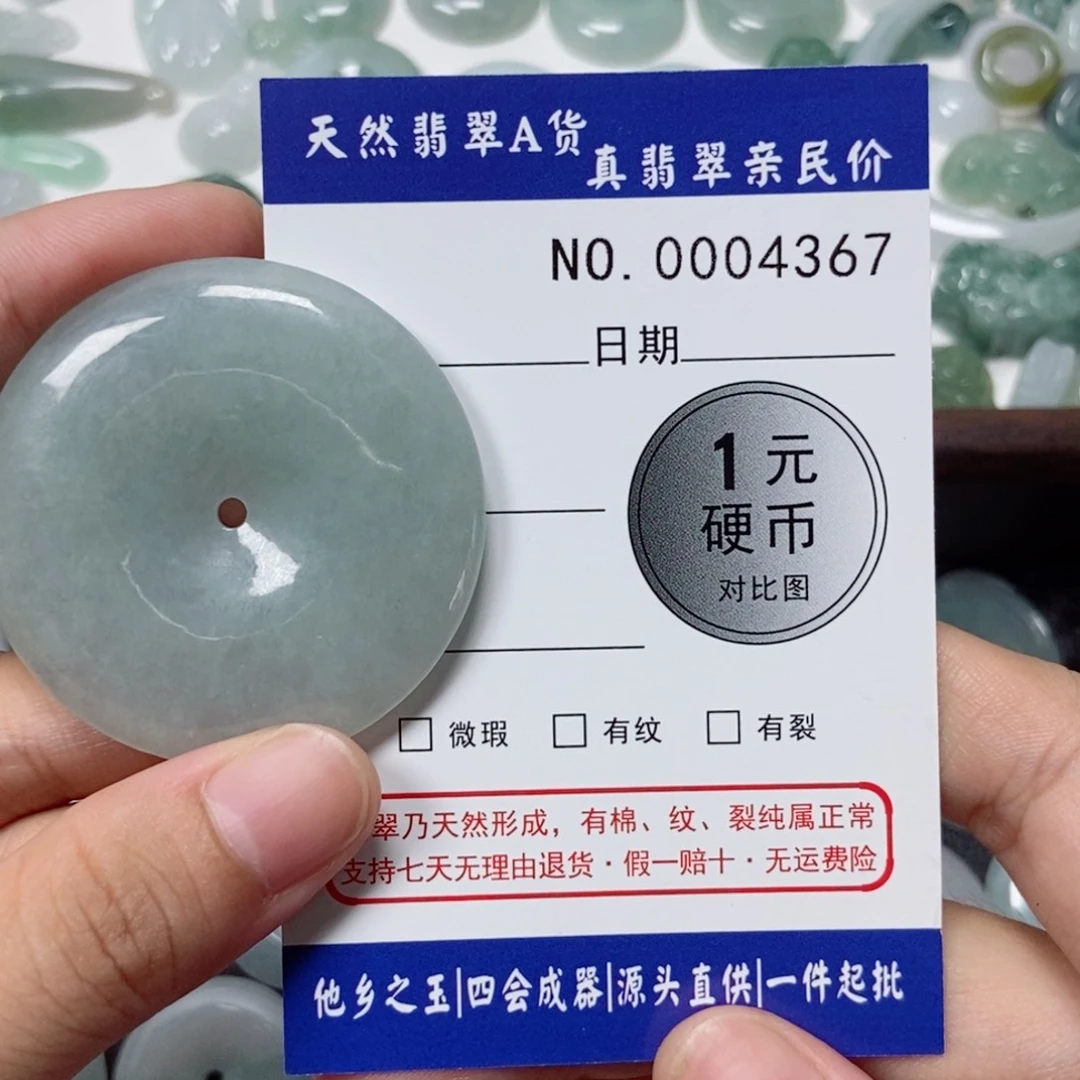 天然翡翠A货
真翡翠亲民价
NO. 0004367
日期
1元
硬币
对比图
微瑕 有纹 有裂
翠乃天然形成，有棉、纹、裂纯属正常
支持七天无理由退货·假一赔十·无运费险
他乡之玉|四会成器|源头直供|一件起批